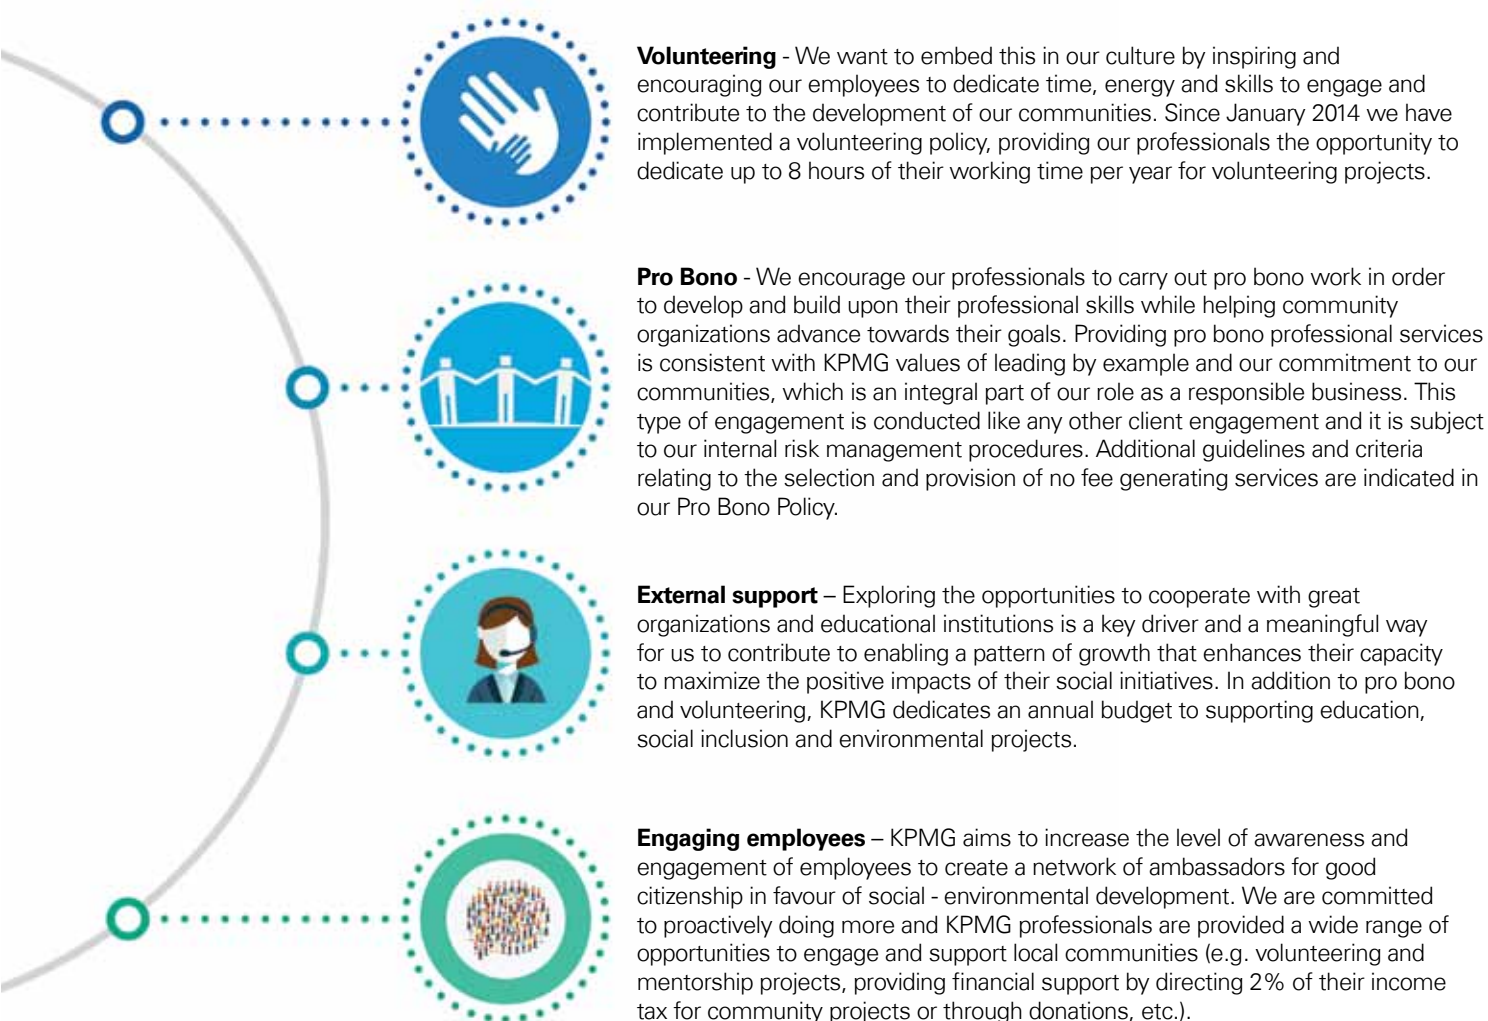 Volunteering - We want to embed this in our culture by inspiring and
encouraging our employees to dedicate time, energy and skills to engage and
contribute to the development of our communities. Since January 2014 we have
implemented a volunteering policy, providing our professionals the opportunity to
dedicate up to 8 hours of their working time per year for volunteering projects.
Pro Bono - We encourage our professionals to carry out pro bono work in order
to develop and build upon their professional skills while helping community
organizations advance towards their goals. Providing pro bono professional services
is consistent with KPMG values of leading by example and our commitment to our
communities, which is an integral part of our role as a responsible business. This
type of engagement is conducted like any other client engagement and it is subject
to our internal risk management procedures. Additional guidelines and criteria
relating to the selection and provision of no fee generating services are indicated in
our Pro Bono Policy.
External support – Exploring the opportunities to cooperate with great
organizations and educational institutions is a key driver and a meaningful way
for us to contribute to enabling a pattern of growth that enhances their capacity
to maximize the positive impacts of their social initiatives. In addition to pro bono
and volunteering, KPMG dedicates an annual budget to supporting education,
social inclusion and environmental projects.
Engaging employees – KPMG aims to increase the level of awareness and
engagement of employees to create a network of ambassadors for good
citizenship in favour of social - environmental development. We are committed
to proactively doing more and KPMG professionals are provided a wide range of
opportunities to engage and support local communities (e.g. volunteering and
mentorship projects, providing financial support by directing 2% of their income
tax for community projects or through donations, etc.).